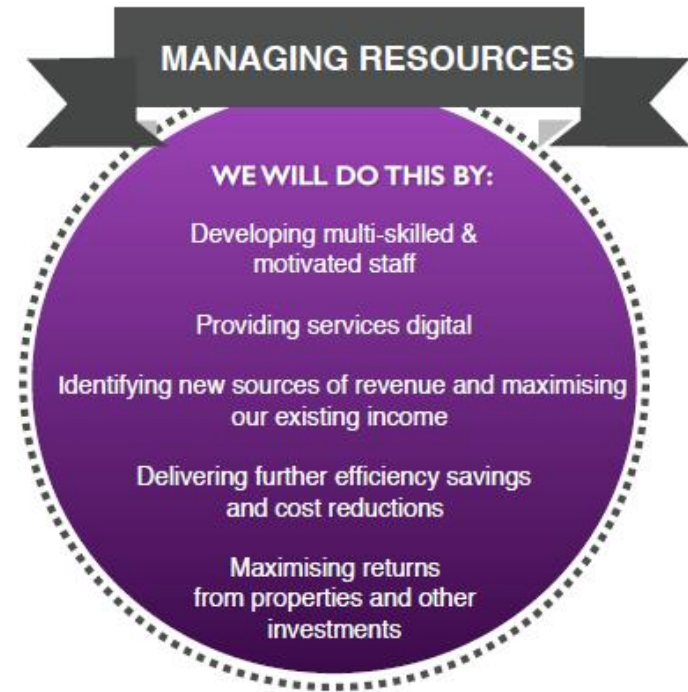 MANAGING RESOURCES
WE WILL DO THIS BY:
Developing multi-skilled &
motivated staff
Providing services digital
Identifying new sources of revenue and maximising
our existing income
Delivering further efficiency savings
and cost reductions
Maximising returns
from properties and other
investments